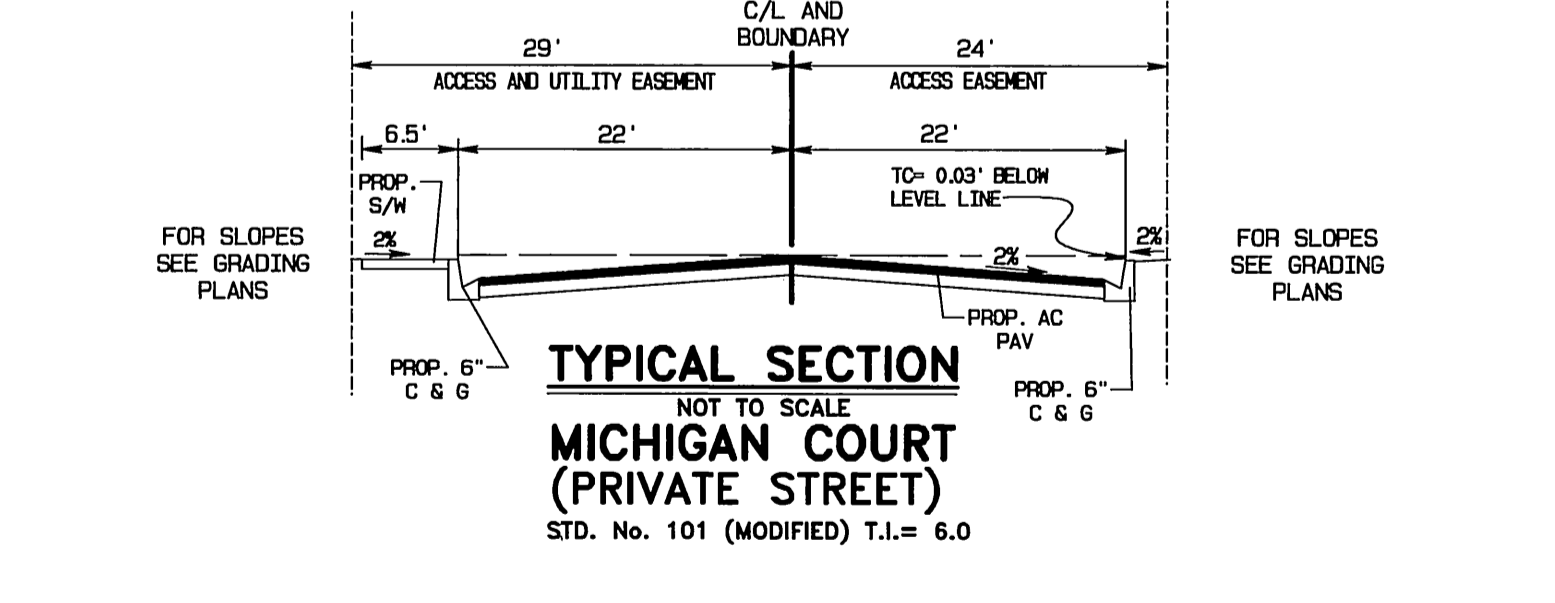 C/L AND
BOUNDARY
29'
24'
ACCESS AND UTILITY EASEMENT
ACCESS EASEMENT
6.5'
22'
22'
TC= 0.03' BELOW
LEVEL LINE
PROP.
S/W
2%
2%
2%
FOR SLOPES
SEE GRADING
PLANS
FOR SLOPES
SEE GRADING
PLANS
PROP. AC
PAV
PROP. 6"
C & G
PROP. 6"
C & G
TYPICAL SECTION
NOT TO SCALE
MICHIGAN COURT
(PRIVATE STREET)
STD. No. 101 (MODIFIED) T.I.= 6.0